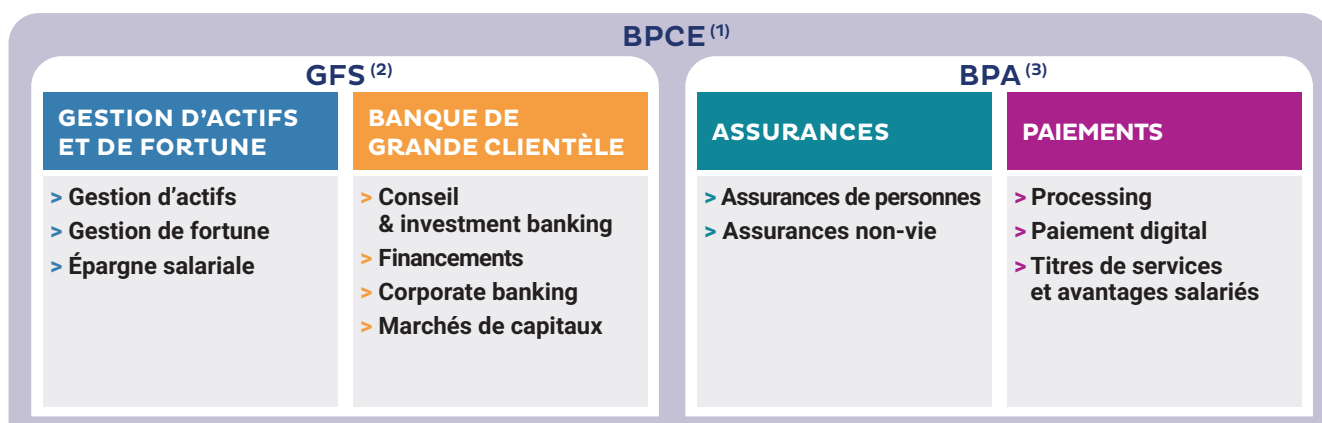 BPCE (1)
GFS (2)
GESTION D'ACTIFS
ET DE FORTUNE
> Gestion d'actifs
> Gestion de fortune
> Épargne salariale
BANQUE DE
GRANDE CLIENTÈLE
> Conseil
& investment banking
> Financements
> Corporate banking
> Marchés de capitaux
BPA (3)
ASSURANCES
> Assurances de personnes
> Assurances non-vie
PAIEMENTS
> Processing
> Paiement digital
> Titres de services
et avantages salariés